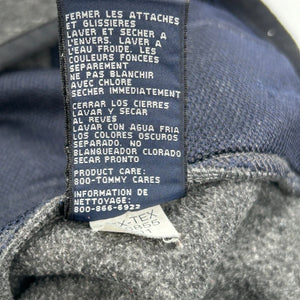 FERMER LES ATTACHES
ET GLISSIERES
LAVER ET SECHER A
L'ENVERS. LAVER A
L'EAU FROIDE. LES
COULEURS FONCEES
SEPAREMENT
NE PAS BLANCHIR
AVEC CHLORE
SECHER IMMEDIATEMENT
CERRAR LOS CIERRES
LAVAR Y SECAR
AL REVES
LAVAR CON AGUA FRIA
LOS COLORES OSCUROS
SEPARADO. NO
BLANQUEADOR CLORADO
SECAR PRONTO
PRODUCT CARE:
800-TOMMY CARES
INFORMATION DE
NETTOYAGE:
800-866-6922
X-TEX